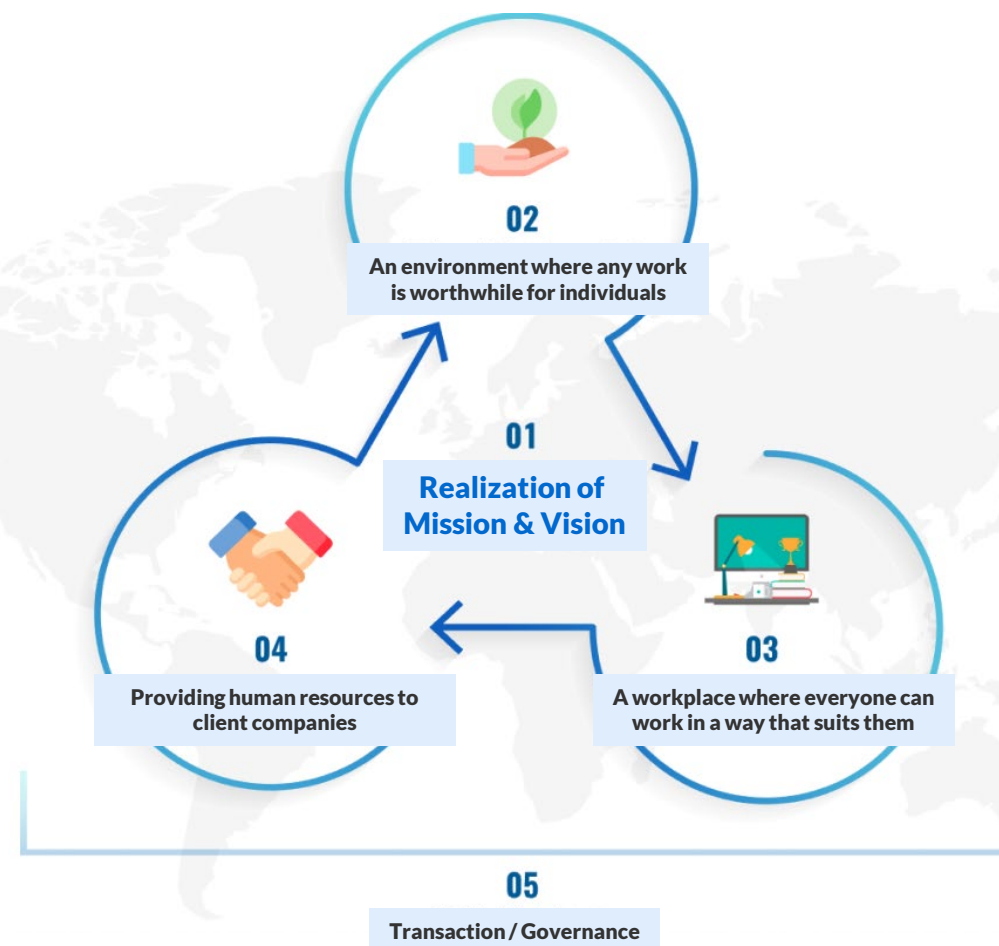 02
An environment where any work
is worthwhile for individuals
01
Realization of
Mission & Vision
04
Providing human resources to
client companies
03
A workplace where everyone can
work in a way that suits them
05
Transaction / Governance